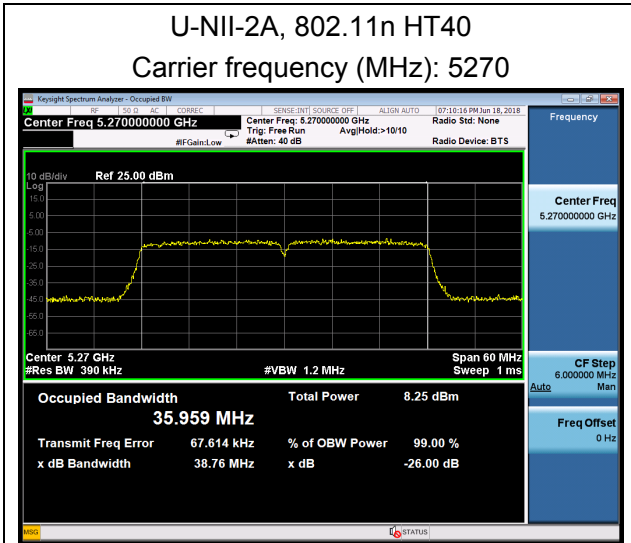 U-NII-2A, 802.11n HT40
Carrier frequency (MHz): 5270
Keysight Spectrum Analyzer - Occupied BW
RF 50 Ω AC CORREC SENSE:INT SOURCE OFF ALIGN AUTO 07:10:16 PM Jun 18, 2018
Center Freq 5.270000000 GHz Center Freq: 5.270000000 GHz Radio Std: None Frequency
Trig: Free Run Avg|Hold:>10/10
#IFGain:Low #Atten: 40 dB Radio Device: BTS
10 dB/div Ref 25.00 dBm
Log
15.0
5.00
-5.00
-15.0
-25.0
-35.0
-45.0
-55.0
-65.0
Center Freq
5.270000000 GHz
Center 5.27 GHz Span 60 MHz
#Res BW 390 kHz #VBW 1.2 MHz Sweep 1 ms
CF Step
6.000000 MHz
Auto Man
Occupied Bandwidth Total Power 8.25 dBm
35.959 MHz
Freq Offset
0 Hz
Transmit Freq Error 67.614 kHz % of OBW Power 99.00 %
x dB Bandwidth 38.76 MHz x dB -26.00 dB
MSG STATUS